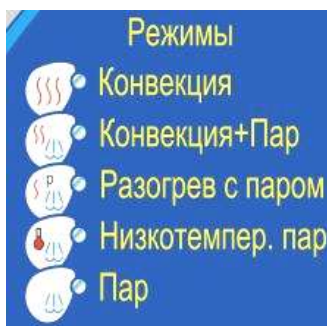 Режимы
Конвекция
Конвекция+Пар
P
Разогрев с паром
Низкотемпер. пар
Пар